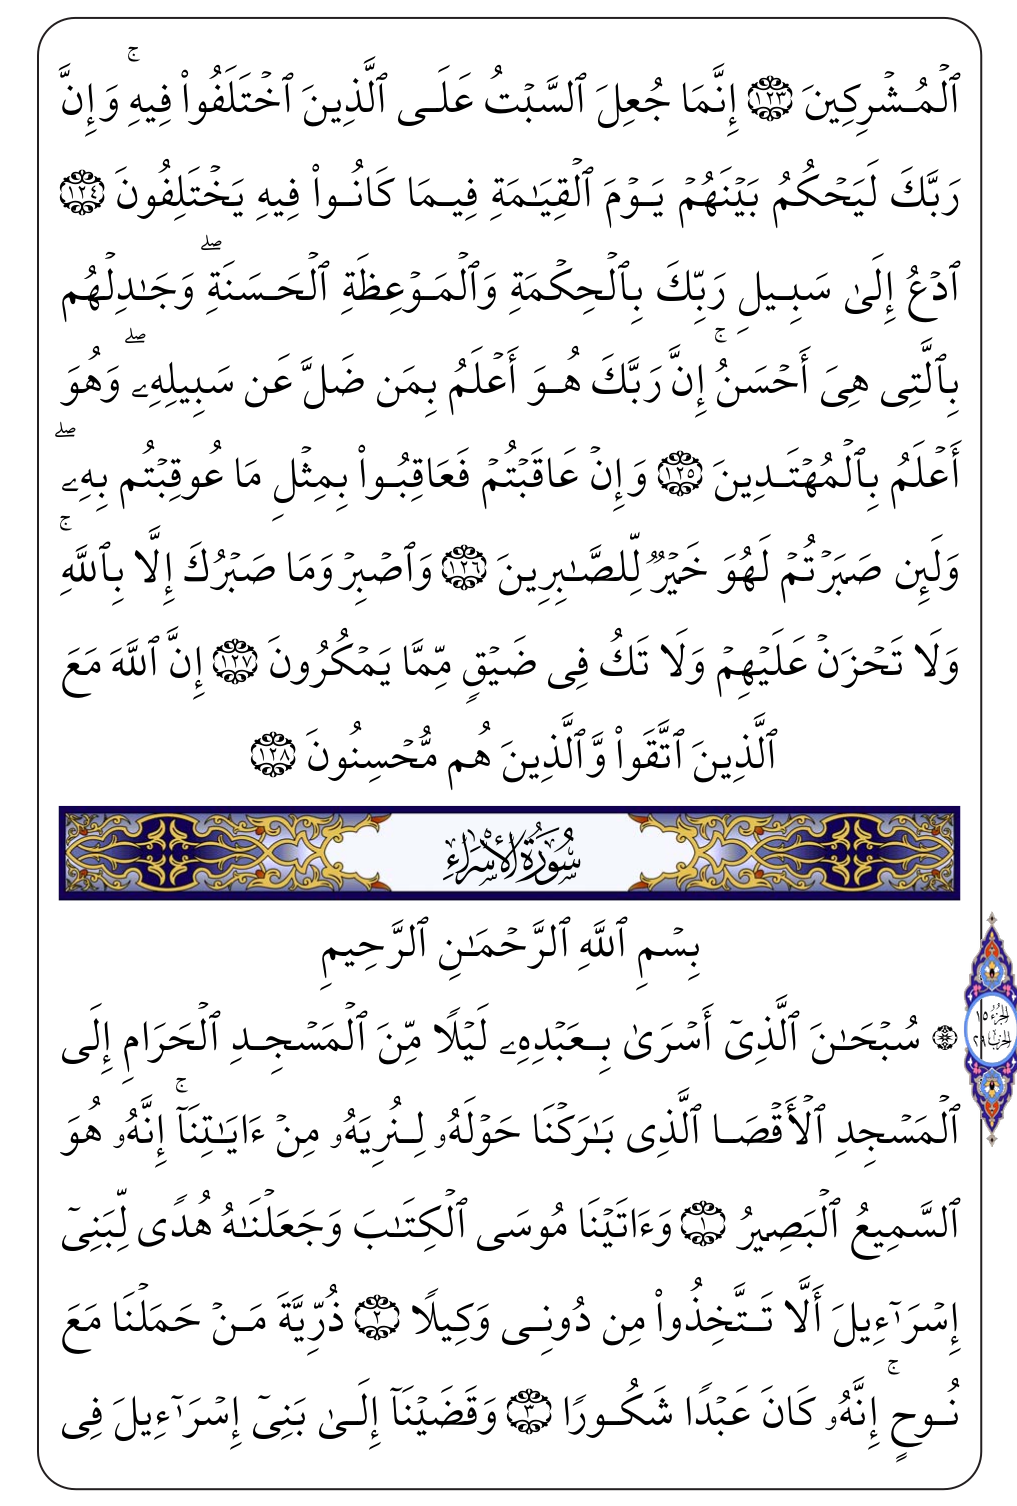 ٱلْمُشْرِكِينَ ١٢٣ إِنَّمَا جُعِلَ ٱلسَّبْتُ عَلَى ٱلَّذِينَ ٱخْتَلَفُوا۟ فِيهِ ۚ وَإِنَّ
رَبَّكَ لَيَحْكُمُ بَيْنَهُمْ يَوْمَ ٱلْقِيَـٰمَةِ فِيمَا كَانُوا۟ فِيهِ يَخْتَلِفُونَ ١٢٤
ٱدْعُ إِلَىٰ سَبِيلِ رَبِّكَ بِٱلْحِكْمَةِ وَٱلْمَوْعِظَةِ ٱلْحَسَنَةِ ۖ وَجَـٰدِلْهُم
بِٱلَّتِى هِىَ أَحْسَنُ ۚ إِنَّ رَبَّكَ هُوَ أَعْلَمُ بِمَن ضَلَّ عَن سَبِيلِهِۦ ۖ وَهُوَ
أَعْلَمُ بِٱلْمُهْتَدِينَ ١٢٥ وَإِنْ عَاقَبْتُمْ فَعَاقِبُوا۟ بِمِثْلِ مَا عُوقِبْتُم بِهِۦ ۖ
وَلَئِن صَبَرْتُمْ لَهُوَ خَيْرٌ لِّلصَّـٰبِرِينَ ١٢٦ وَٱصْبِرْ وَمَا صَبْرُكَ إِلَّا بِٱللَّهِ ۚ
وَلَا تَحْزَنْ عَلَيْهِمْ وَلَا تَكُ فِى ضَيْقٍ مِّمَّا يَمْكُرُونَ ١٢٧ إِنَّ ٱللَّهَ مَعَ
ٱلَّذِينَ ٱتَّقَوا۟ وَّٱلَّذِينَ هُم مُّحْسِنُونَ ١٢٨
سُورَةُ الإِسْرَاءِ
بِسْمِ ٱللَّهِ ٱلرَّحْمَـٰنِ ٱلرَّحِيمِ
الجزء ١٥
الحزب ٢٩
۞ سُبْحَـٰنَ ٱلَّذِىٓ أَسْرَىٰ بِعَبْدِهِۦ لَيْلًا مِّنَ ٱلْمَسْجِدِ ٱلْحَرَامِ إِلَى
ٱلْمَسْجِدِ ٱلْأَقْصَا ٱلَّذِى بَـٰرَكْنَا حَوْلَهُۥ لِنُرِيَهُۥ مِنْ ءَايَـٰتِنَآ ۚ إِنَّهُۥ هُوَ
ٱلسَّمِيعُ ٱلْبَصِيرُ ١ وَءَاتَيْنَا مُوسَى ٱلْكِتَـٰبَ وَجَعَلْنَـٰهُ هُدًى لِّبَنِىٓ
إِسْرَٰٓءِيلَ أَلَّا تَتَّخِذُوا۟ مِن دُونِى وَكِيلًا ٢ ذُرِّيَّةَ مَنْ حَمَلْنَا مَعَ
نُوحٍ ۚ إِنَّهُۥ كَانَ عَبْدًا شَكُورًا ٣ وَقَضَيْنَآ إِلَىٰ بَنِىٓ إِسْرَٰٓءِيلَ فِى